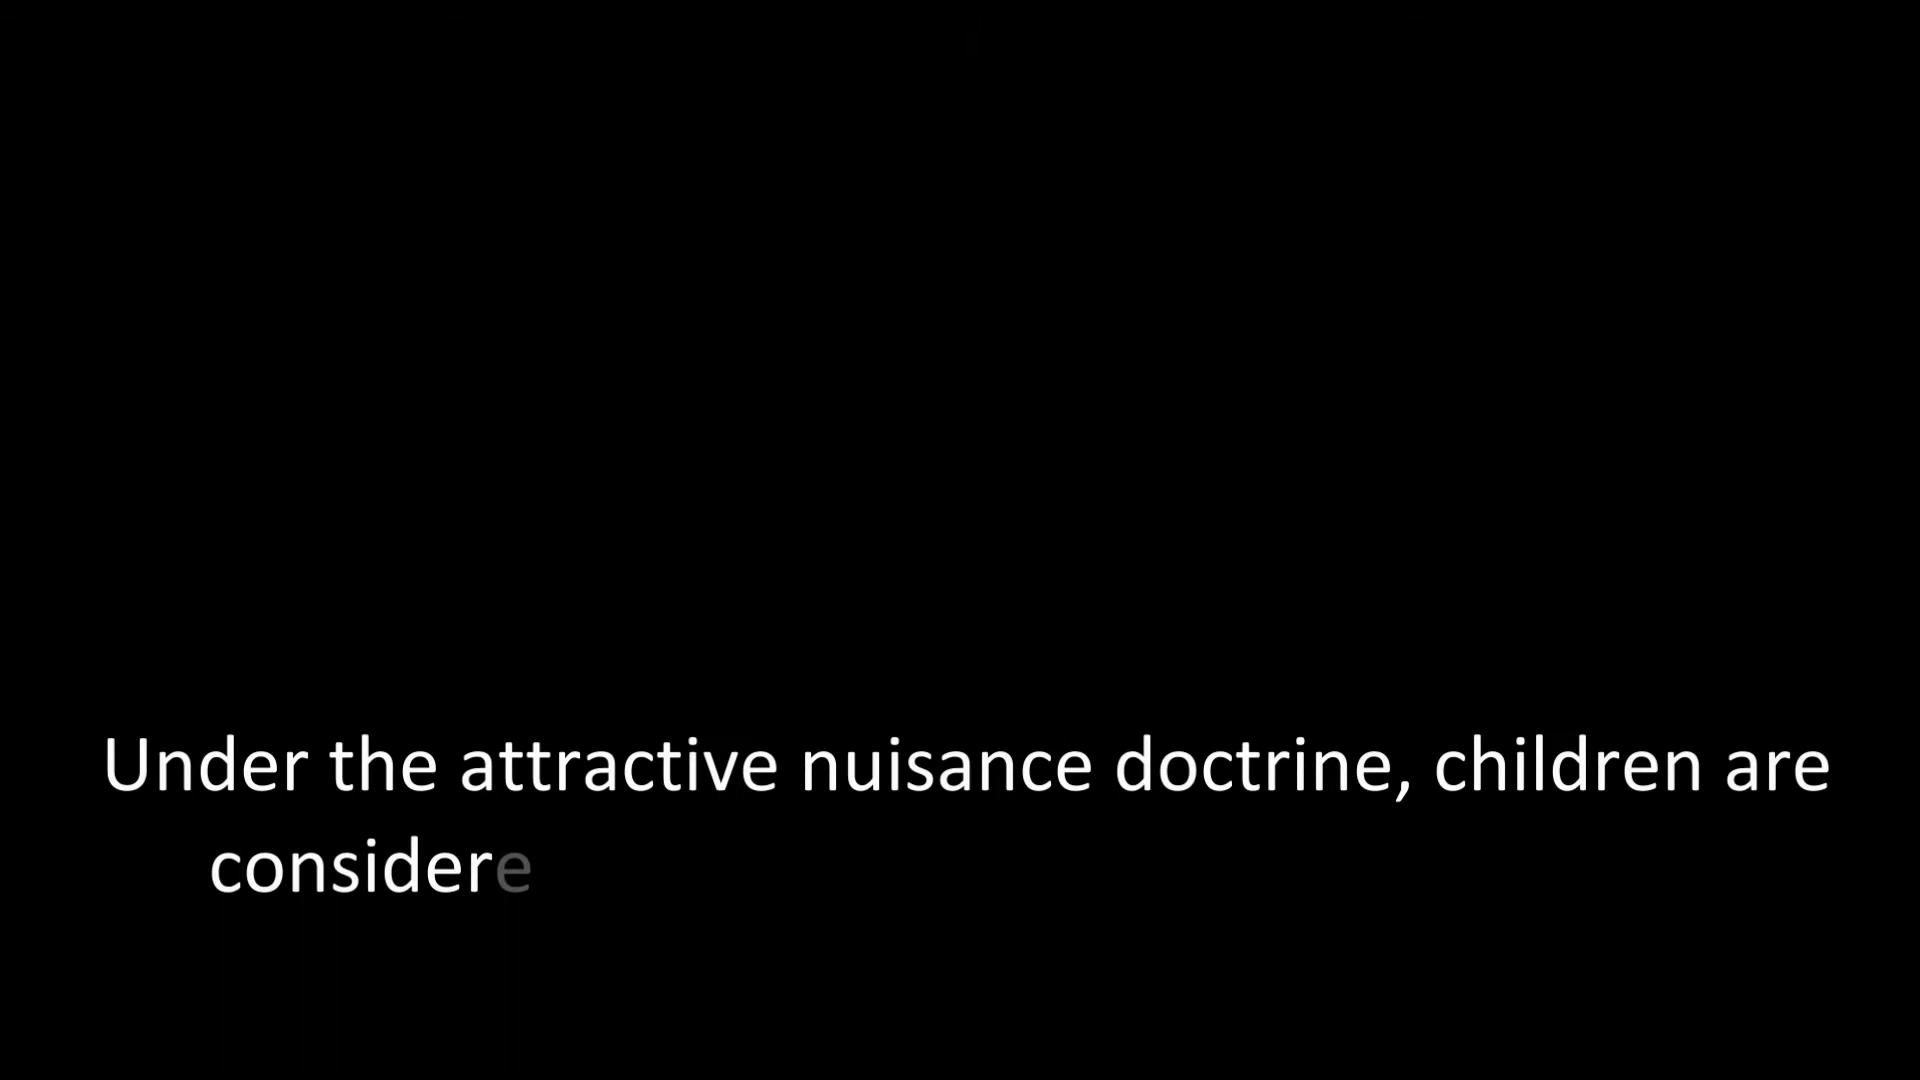 Under the attractive nuisance doctrine, children are
considere